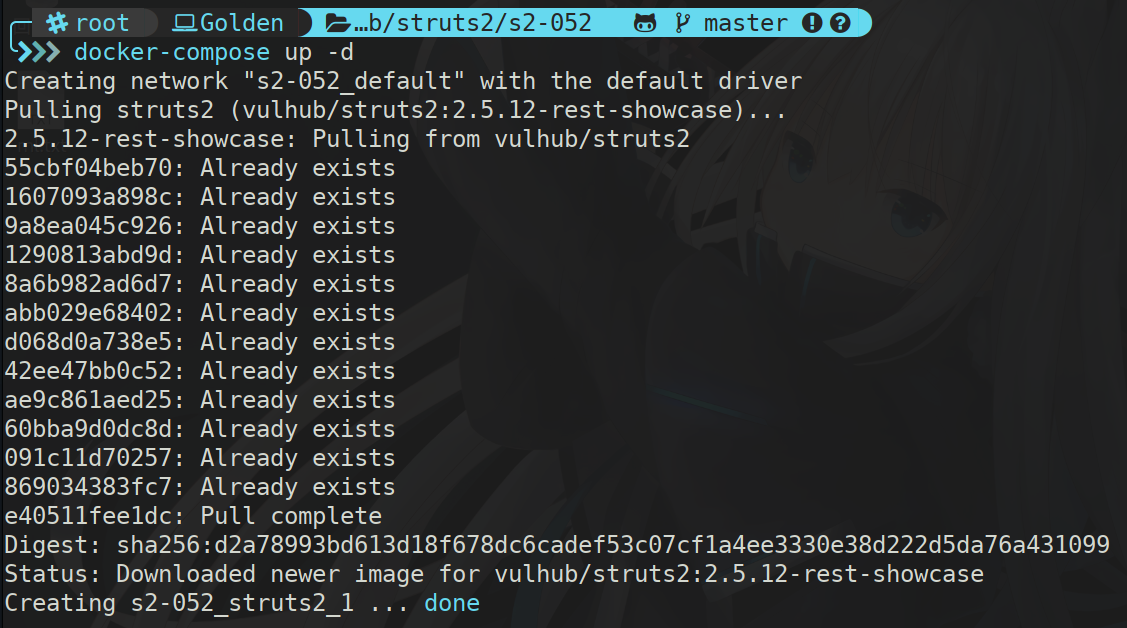 root Golden …b/struts2/s2-052 master
docker-compose up -d
Creating network "s2-052_default" with the default driver
Pulling struts2 (vulhub/struts2:2.5.12-rest-showcase)...
2.5.12-rest-showcase: Pulling from vulhub/struts2
55cbf04beb70: Already exists
1607093a898c: Already exists
9a8ea045c926: Already exists
1290813abd9d: Already exists
8a6b982ad6d7: Already exists
abb029e68402: Already exists
d068d0a738e5: Already exists
42ee47bb0c52: Already exists
ae9c861aed25: Already exists
60bba9d0dc8d: Already exists
091c11d70257: Already exists
869034383fc7: Already exists
e40511fee1dc: Pull complete
Digest: sha256:d2a78993bd613d18f678dc6cadef53c07cf1a4ee3330e38d222d5da76a431099
Status: Downloaded newer image for vulhub/struts2:2.5.12-rest-showcase
Creating s2-052_struts2_1 ... done